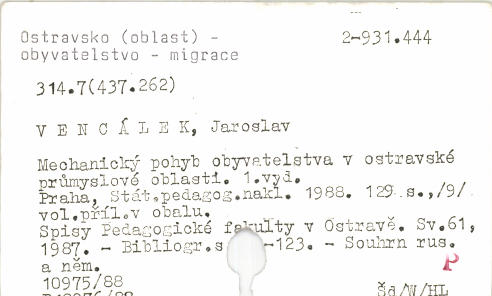 Ostravsko (oblast) - 2-931.444
obyvatelstvo - migrace
314.7(437.262)
V E N C Á L E K, Jaroslav
Mechanický pohyb obyvatelstva v ostravské
průmyslové oblasti. 1.vyd.
Praha, Stát.pedagog.nakl. 1988. 129 s.,/9/
vol.příl.v obalu.
Spisy Pedagogické fakulty v Ostravě. Sv.61,
1987. - Bibliogr.s -123. - Souhrn rus.
a něm. P
10975/88
Šd/W/HL